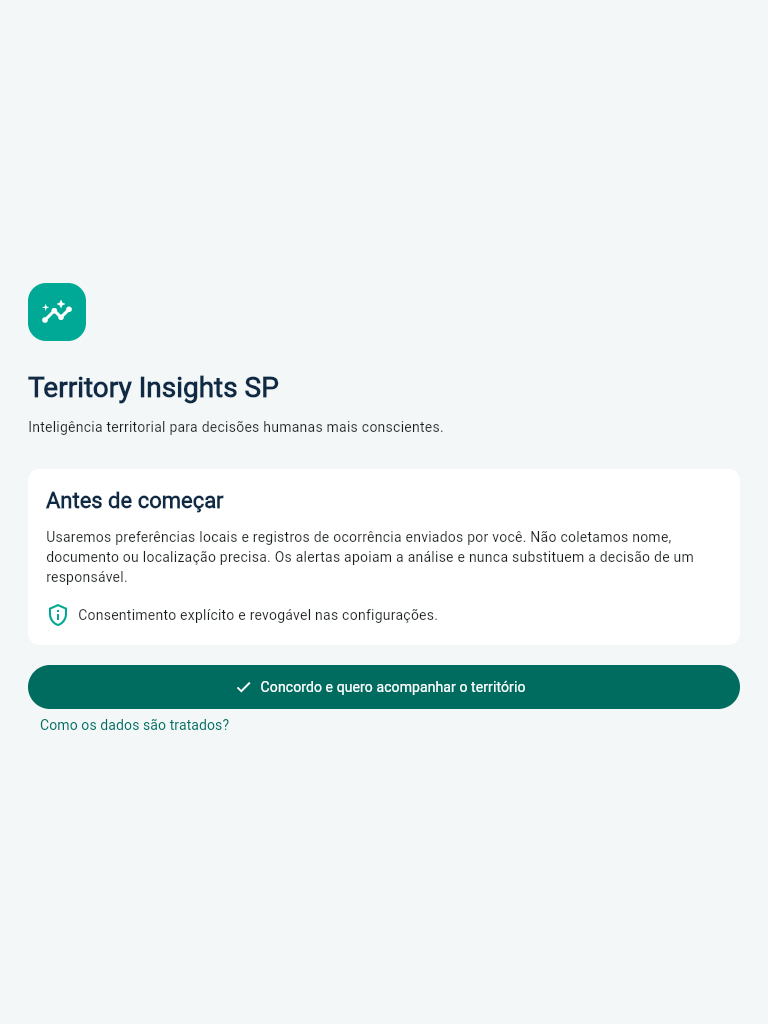 Territory Insights SP
Inteligência territorial para decisões humanas mais conscientes.
Antes de começar
Usaremos preferências locais e registros de ocorrência enviados por você. Não coletamos nome,
documento ou localização precisa. Os alertas apoiam a análise e nunca substituem a decisão de um
responsável.
Consentimento explícito e revogável nas configurações.
Concordo e quero acompanhar o território
Como os dados são tratados?